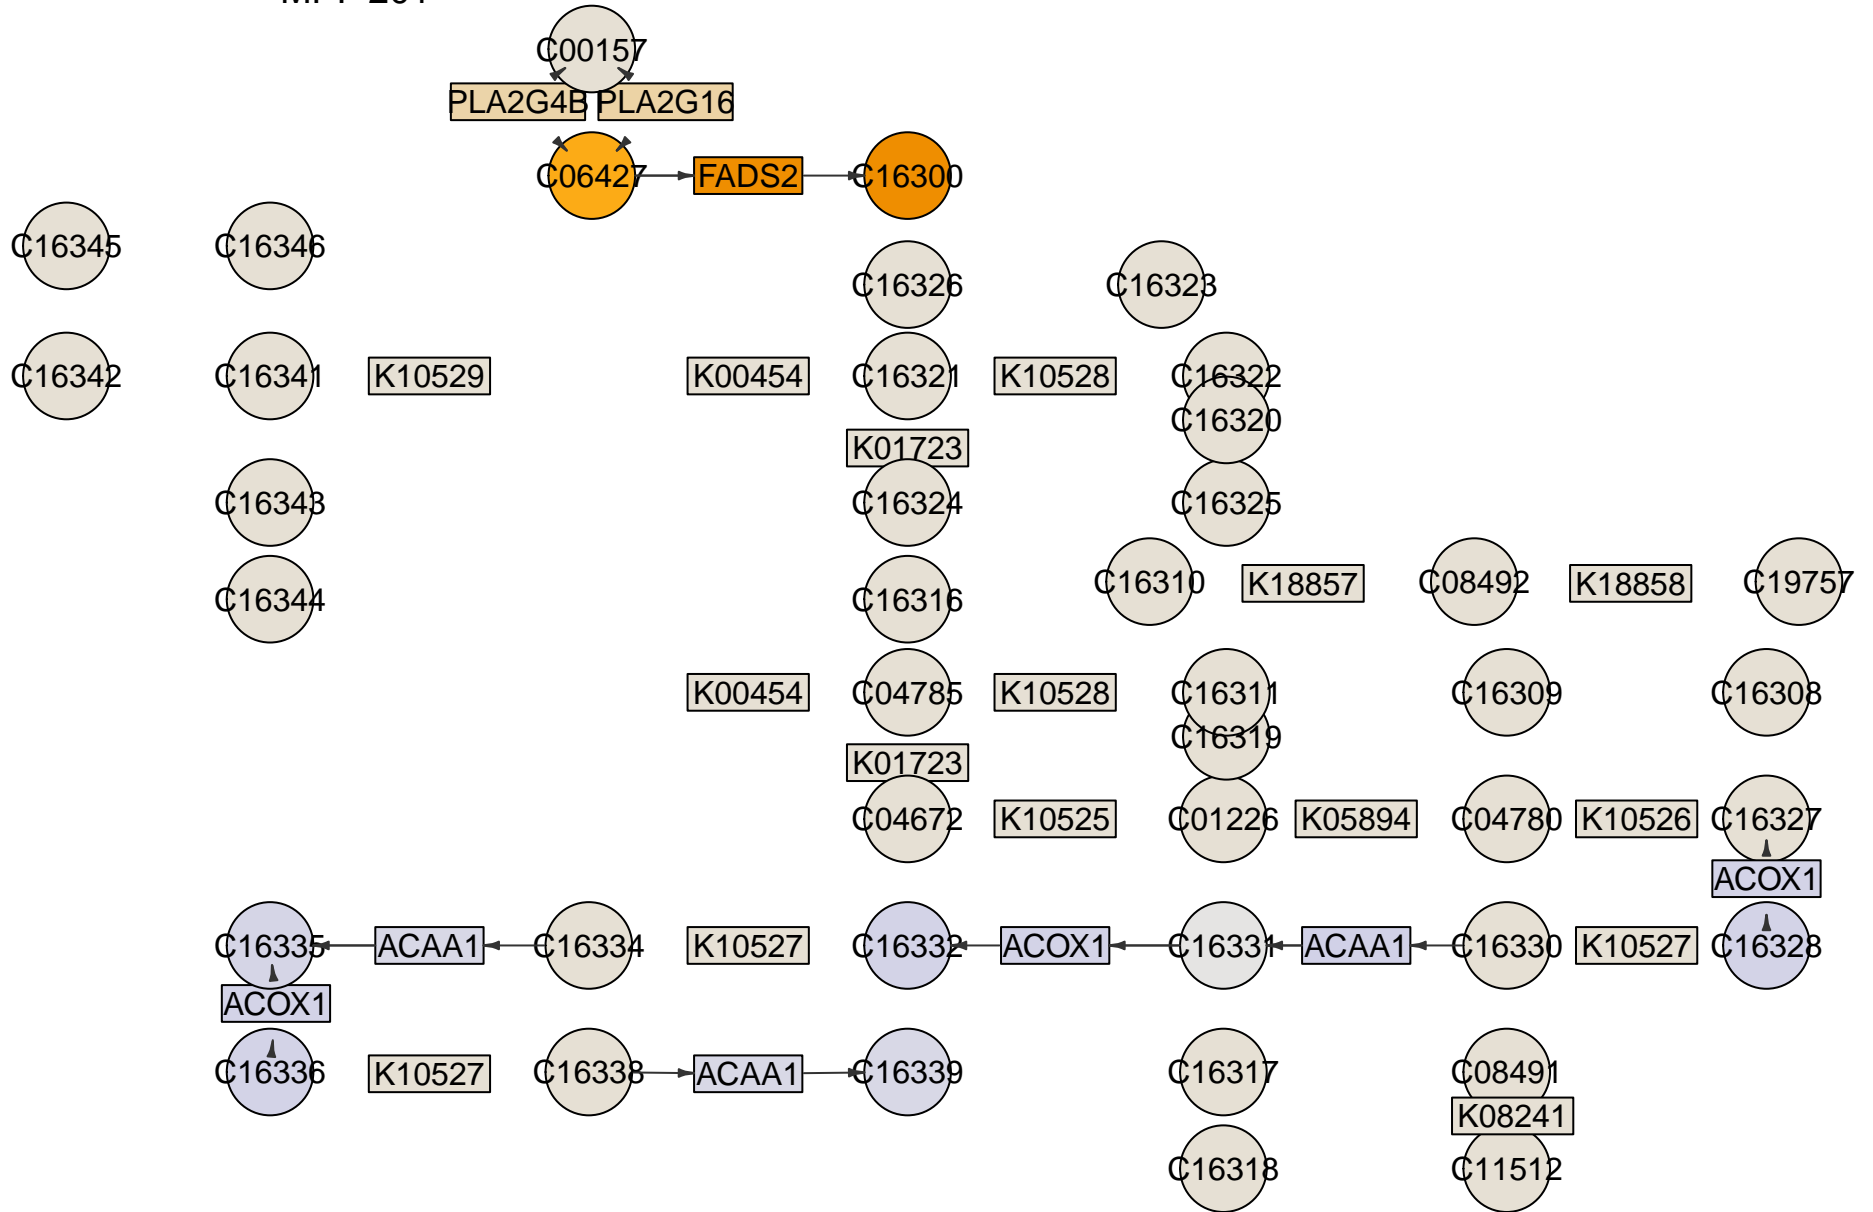 C00157
PLA2G4B PLA2G16
C06427 FADS2 C16300
C16345 C16346
C16326 C16323
C16342 C16341 K10529 K00454 C16321 K10528 C16322
C16320
K01723
C16343 C16324 C16325
C16310 K18857 C08492 K18858 C19757
C16344 C16316
K00454 C04785 K10528 C16311 C16309 C16308
C16319
K01723
C04672 K10525 C01226 K05894 C04780 K10526 C16327
ACOX1
C16335 ACAA1 C16334 K10527 C16332 ACOX1 C16331 ACAA1 C16330 K10527 C16328
ACOX1
C16336 K10527 C16338 ACAA1 C16339 C16317 C08491
K08241
C16318 C11512